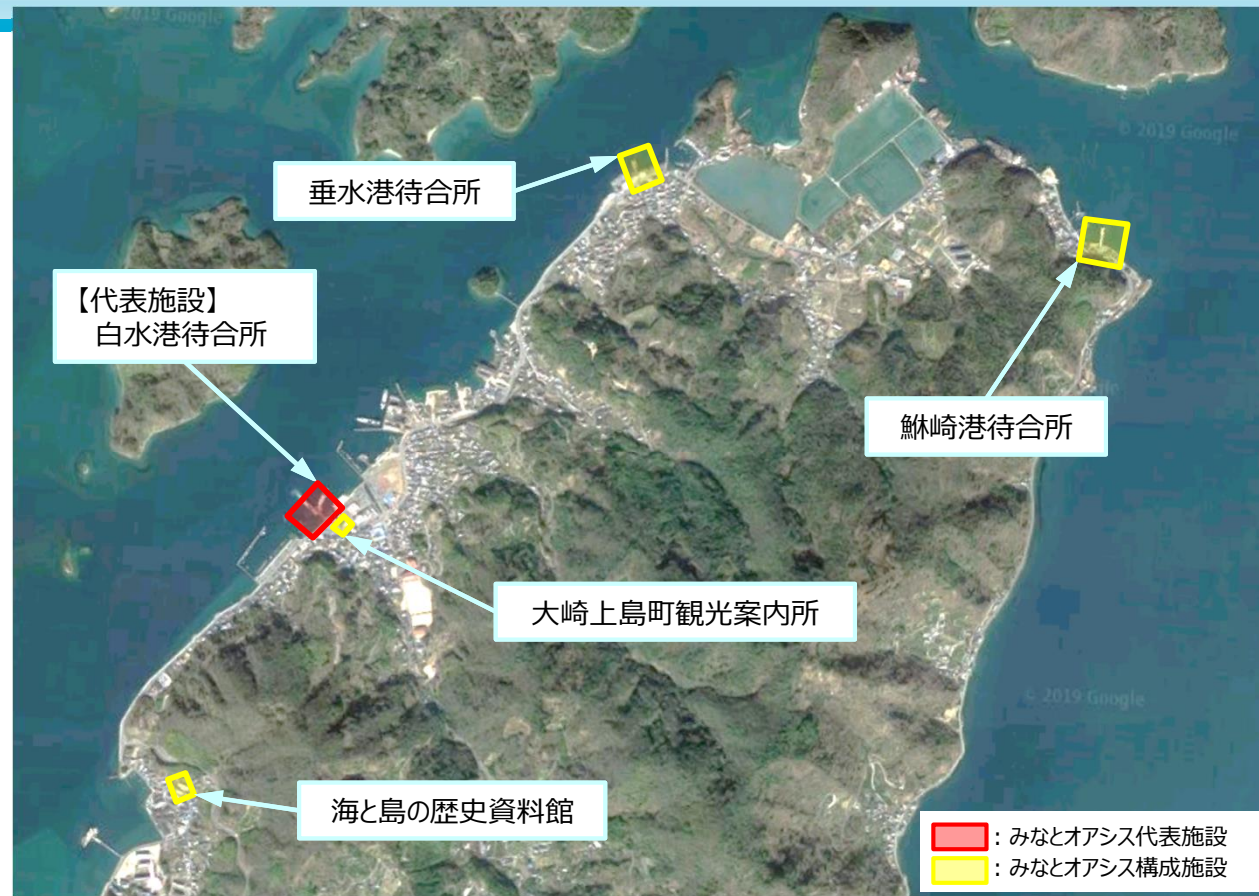 © 2019 Google
© 2019 Google
垂水港待合所
【代表施設】
白水港待合所
鮴崎港待合所
大崎上島町観光案内所
© 2019 Google
海と島の歴史資料館
：みなとオアシス代表施設
：みなとオアシス構成施設